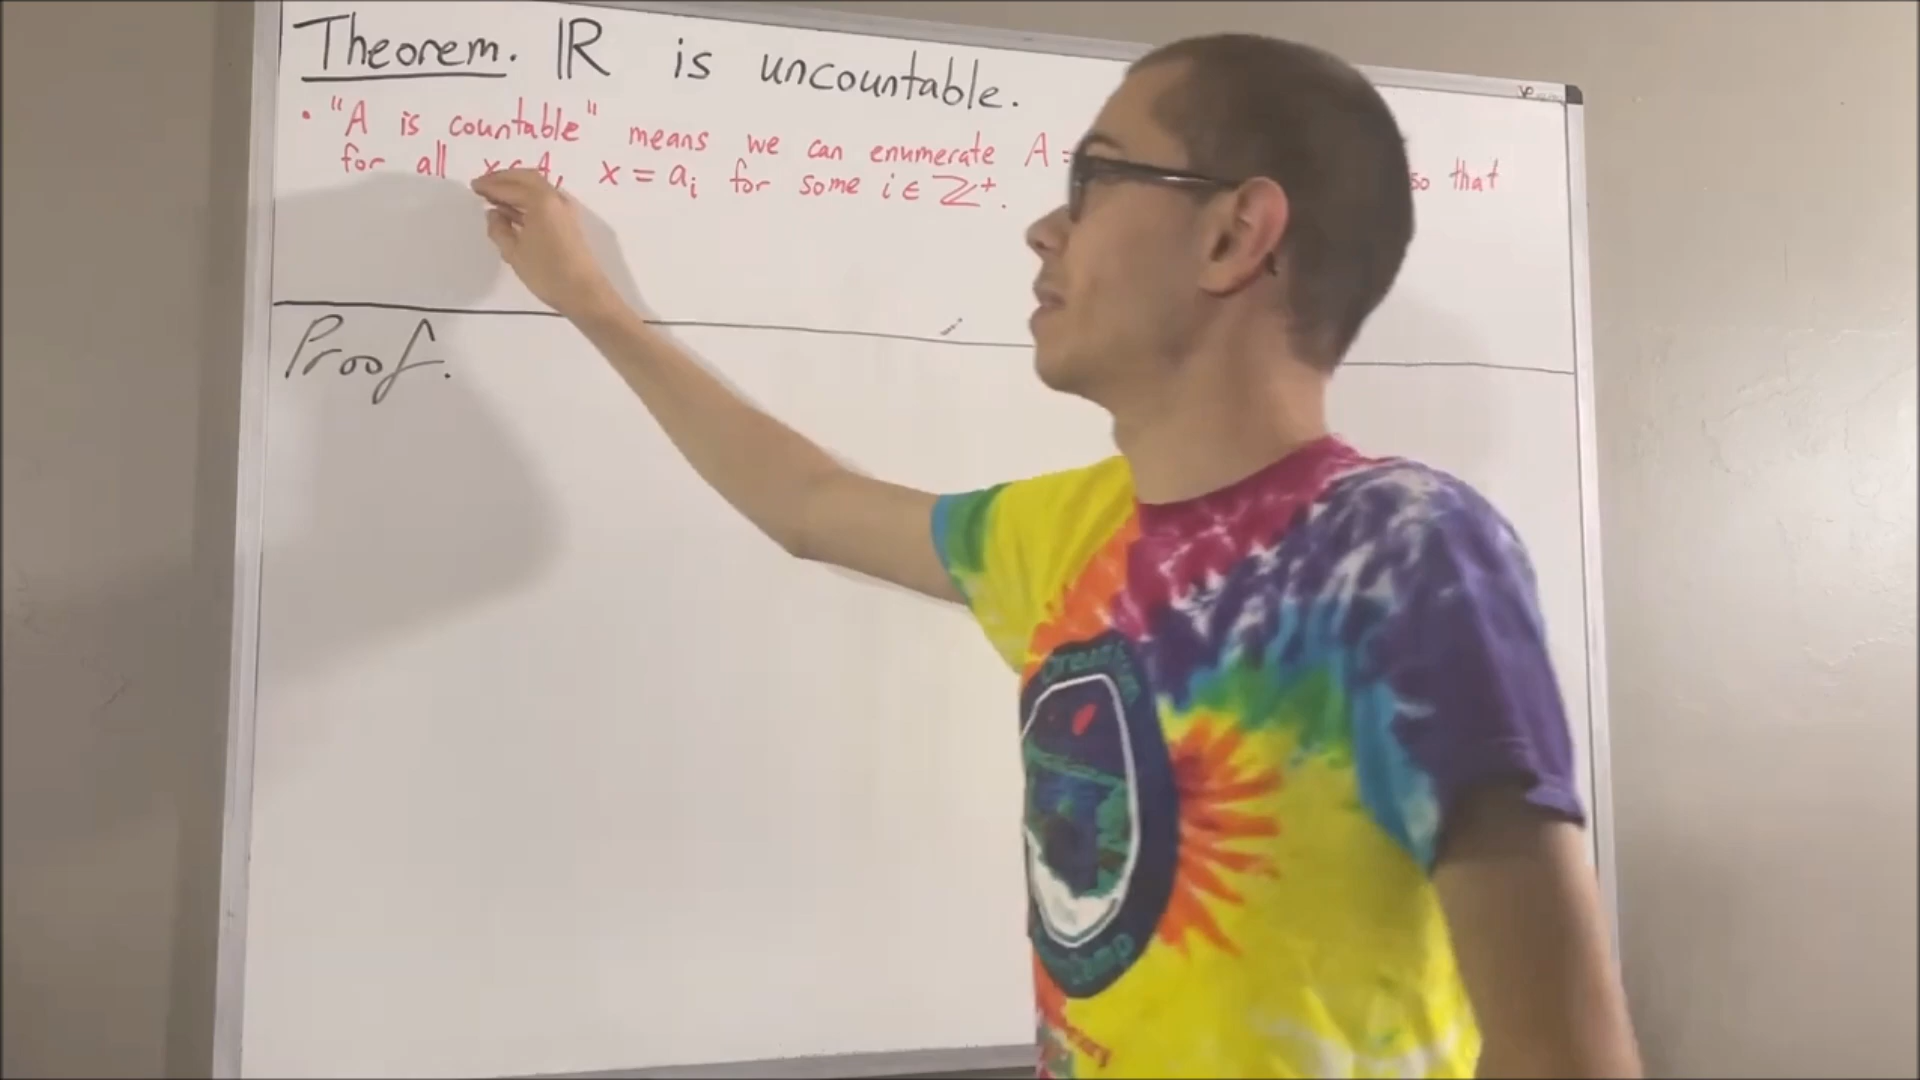 Theorem. ℝ is uncountable.
• "A is countable" means we can enumerate A = so that
for all x ∈ A, x = aᵢ for some i ∈ ℤ⁺.
Proof.